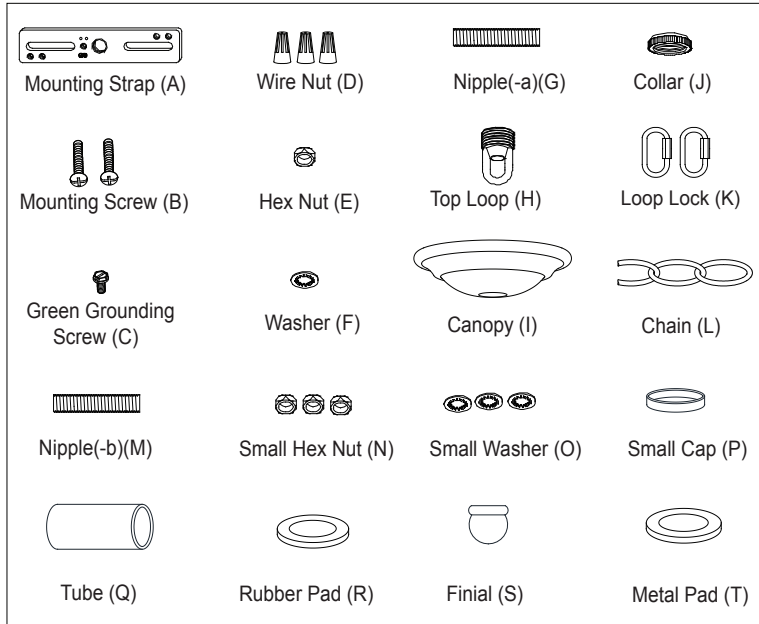 Mounting Strap (A)
Wire Nut (D)
Nipple(-a)(G)
Collar (J)
Mounting Screw (B)
Hex Nut (E)
Top Loop (H)
Loop Lock (K)
Green Grounding
Screw (C)
Washer (F)
Canopy (I)
Chain (L)
Nipple(-b)(M)
Small Hex Nut (N)
Small Washer (O)
Small Cap (P)
Tube (Q)
Rubber Pad (R)
Finial (S)
Metal Pad (T)